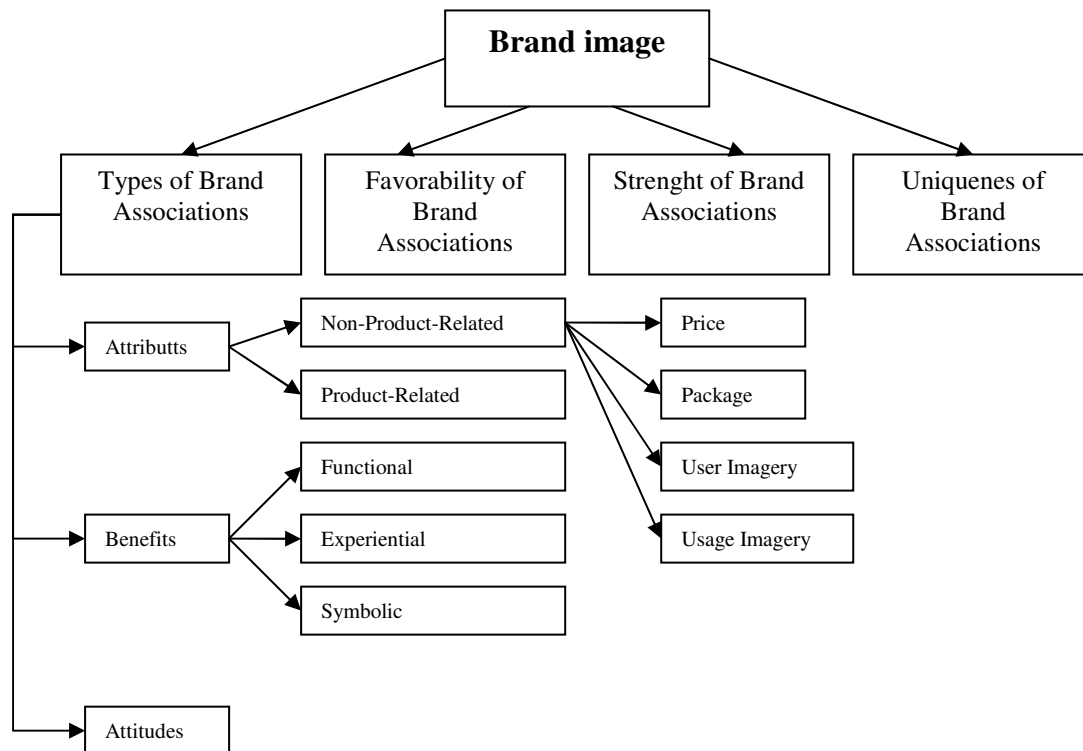 Brand image
Types of Brand
Associations
Favorability of
Brand
Associations
Strenght of Brand
Associations
Uniquenes of
Brand
Associations
Attributts
Non-Product-Related
Product-Related
Price
Package
User Imagery
Usage Imagery
Benefits
Functional
Experiential
Symbolic
Attitudes